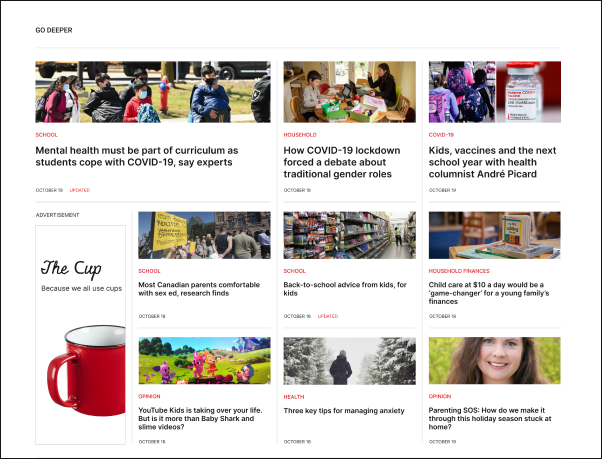 GO DEEPER
SCHOOL
Mental health must be part of curriculum as
students cope with COVID-19, say experts
OCTOBER 19 UPDATED
HOUSEHOLD
How COVID-19 lockdown
forced a debate about
traditional gender roles
OCTOBER 16
COVID-19
Kids, vaccines and the next
school year with health
columnist André Picard
OCTOBER 19
ADVERTISEMENT
The Cup
Because we all use cups
SCHOOL
Most Canadian parents comfortable
with sex ed, research finds
OCTOBER 16
SCHOOL
Back-to-school advice from kids, for
kids
OCTOBER 16 UPDATED
HOUSEHOLD FINANCES
Child care at $10 a day would be a
'game-changer' for a young family's
finances
OCTOBER 16
OPINION
YouTube Kids is taking over your life.
But is it more than Baby Shark and
slime videos?
OCTOBER 16
HEALTH
Three key tips for managing anxiety
OCTOBER 16
OPINION
Parenting SOS: How do we make it
through this holiday season stuck at
home?
OCTOBER 19